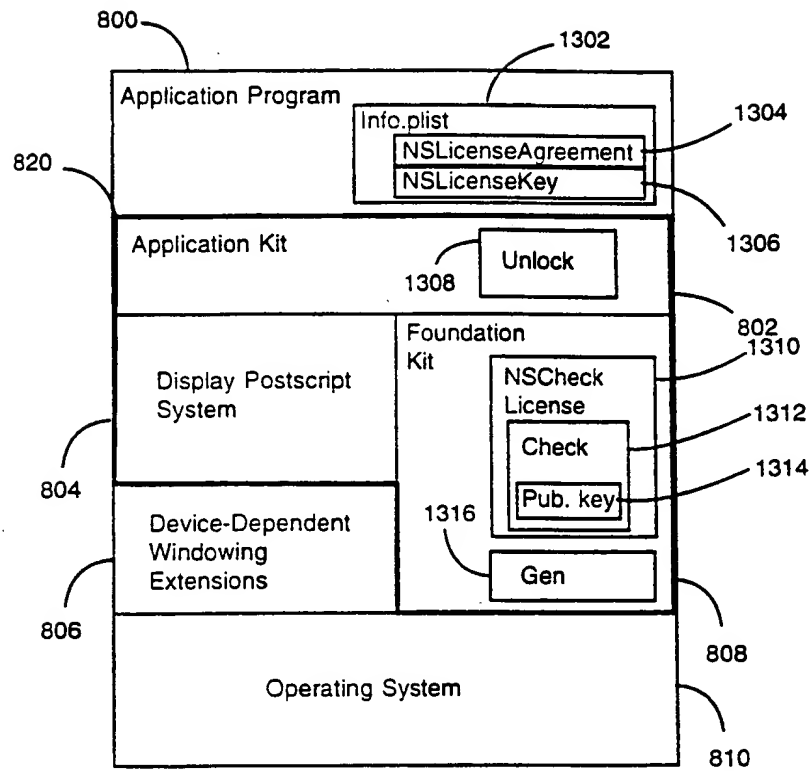 800
1302
Application Program
Info.plist
1304
NSLicenseAgreement
820
NSLicenseKey
1306
Application Kit
Unlock
1308
802
Foundation
Kit
1310
Display Postscript
System
NSCheck
License
1312
Check
1314
804
Pub. key
1316
Device-Dependent
Windowing
Extensions
Gen
806
808
Operating System
810